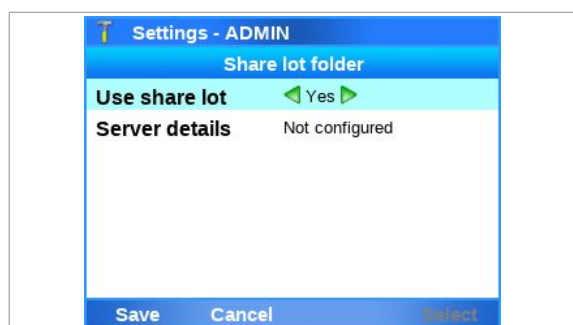 Settings - ADMIN
Share lot folder
Use share lot Yes
Server details Not configured
Save Cancel Select